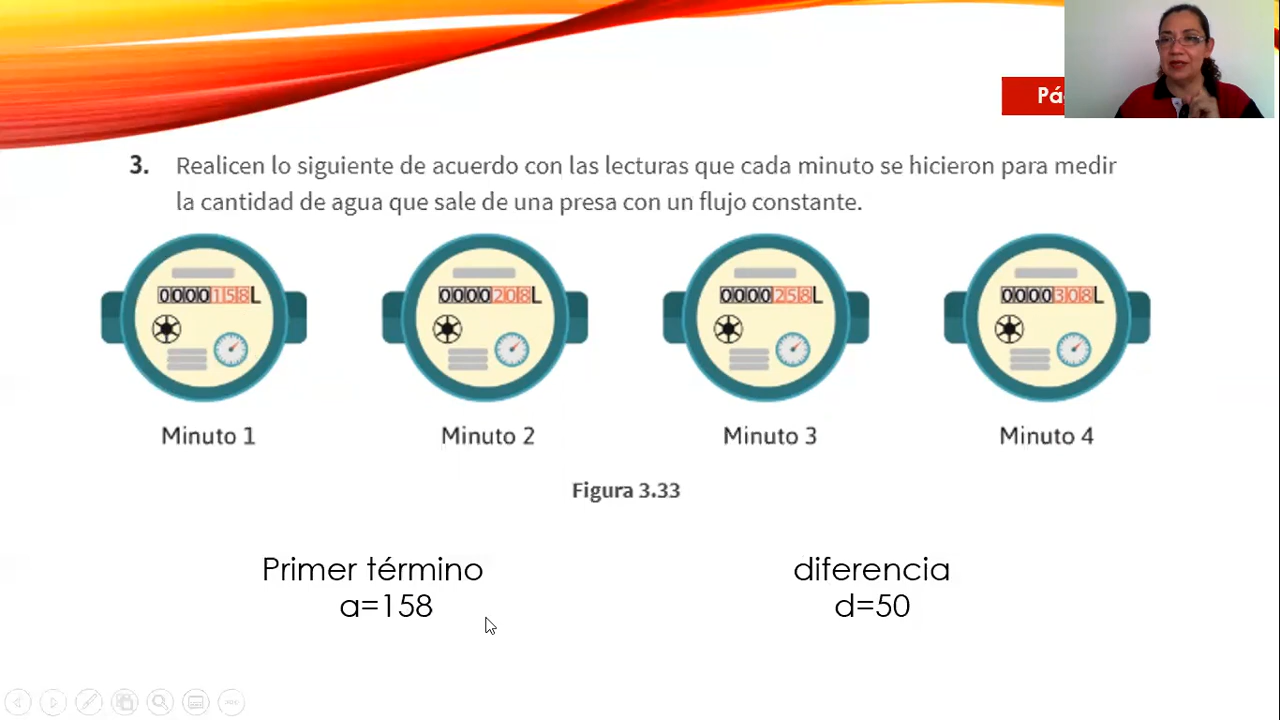 Pá
3. Realicen lo siguiente de acuerdo con las lecturas que cada minuto se hicieron para medir
la cantidad de agua que sale de una presa con un flujo constante.
0000158L
0000208L
0000258L
0000308L
Minuto 1
Minuto 2
Minuto 3
Minuto 4
Figura 3.33
Primer término
a=158
diferencia
d=50